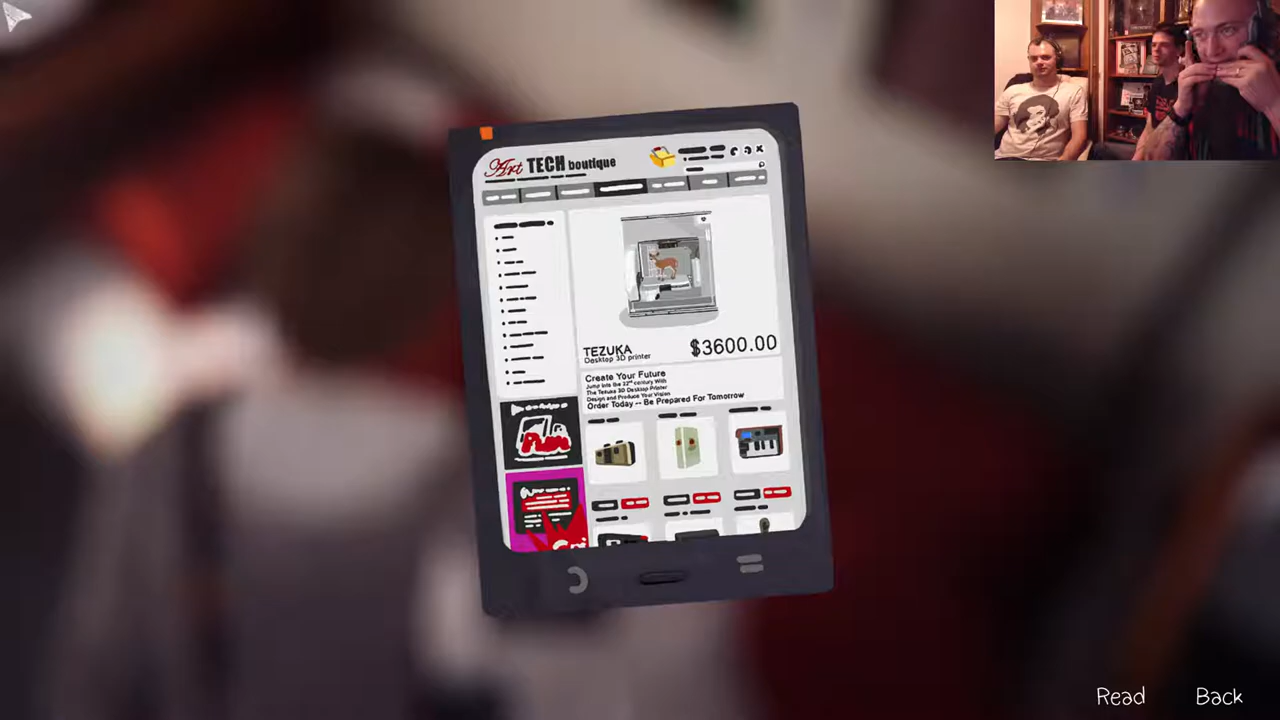 Art TECH boutique
TEZUKA
Desktop 3D printer
$3600.00
Create Your Future
Jump into the 22nd century With
The Tezuka 3D Desktop Printer
Design and Produce Your Vision
Order Today -- Be Prepared For Tomorrow
Fun
Read
Back